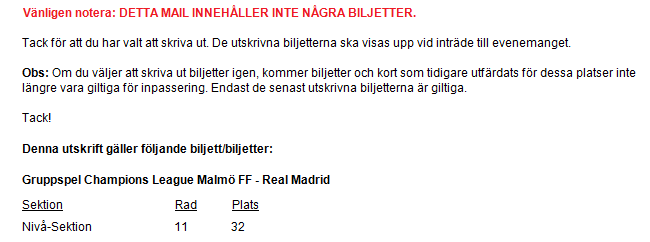 Vänligen notera: DETTA MAIL INNEHÅLLER INTE NÅGRA BILJETTER.
Tack för att du har valt att skriva ut. De utskrivna biljetterna ska visas upp vid inträde till evenemanget.
Obs: Om du väljer att skriva ut biljetter igen, kommer biljetter och kort som tidigare utfärdats för dessa platser inte
längre vara giltiga för inpassering. Endast de senast utskrivna biljetterna är giltiga.
Tack!
Denna utskrift gäller följande biljett/biljetter:
Gruppspel Champions League Malmö FF - Real Madrid
Sektion Rad Plats
Nivå-Sektion 11 32